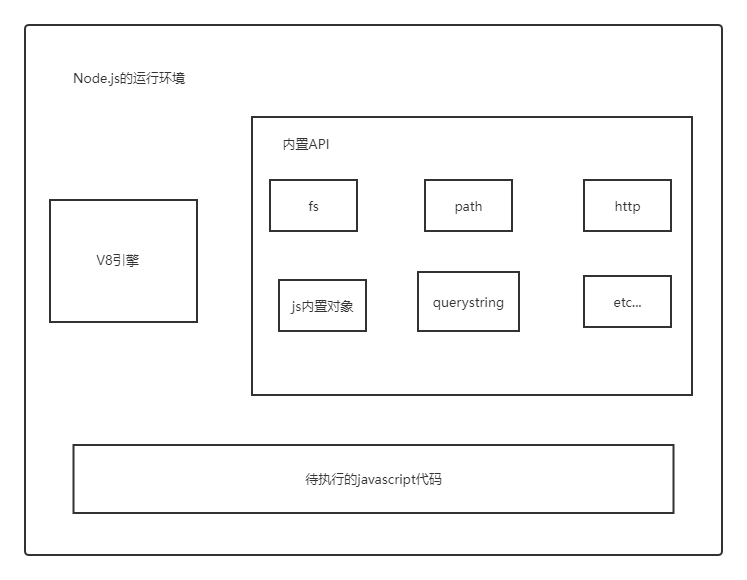 Node.js的运行环境
内置API
fs
path
http
V8引擎
js内置对象
querystring
etc...
待执行的javascript代码